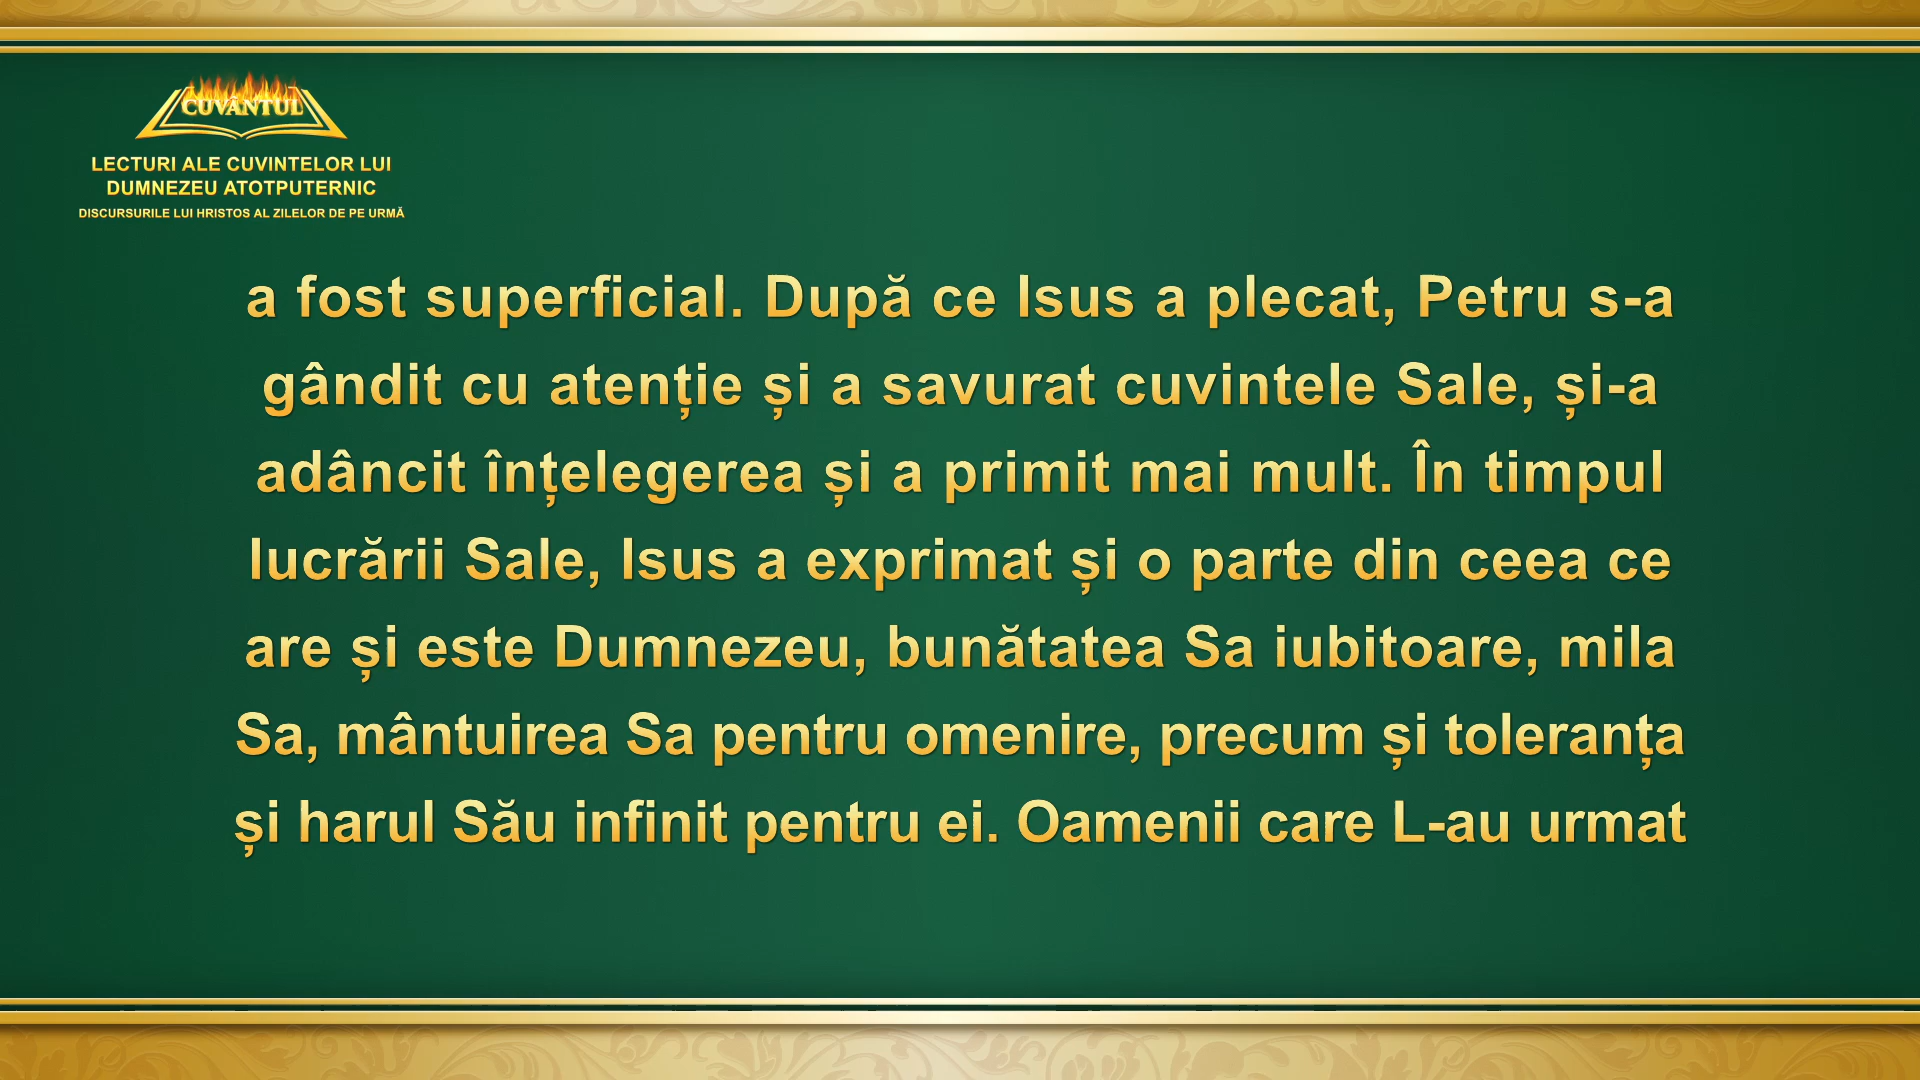 CUVÂNTUL
LECTURI ALE CUVINTELOR LUI
DUMNEZEU ATOTPUTERNIC
DISCURSURILE LUI HRISTOS AL ZILELOR DE PE URMĂ
a fost superficial. După ce Isus a plecat, Petru s-a
gândit cu atenție și a savurat cuvintele Sale, și-a
adâncit înțelegerea și a primit mai mult. În timpul
lucrării Sale, Isus a exprimat și o parte din ceea ce
are și este Dumnezeu, bunătatea Sa iubitoare, mila
Sa, mântuirea Sa pentru omenire, precum și toleranța
și harul Său infinit pentru ei. Oamenii care L-au urmat